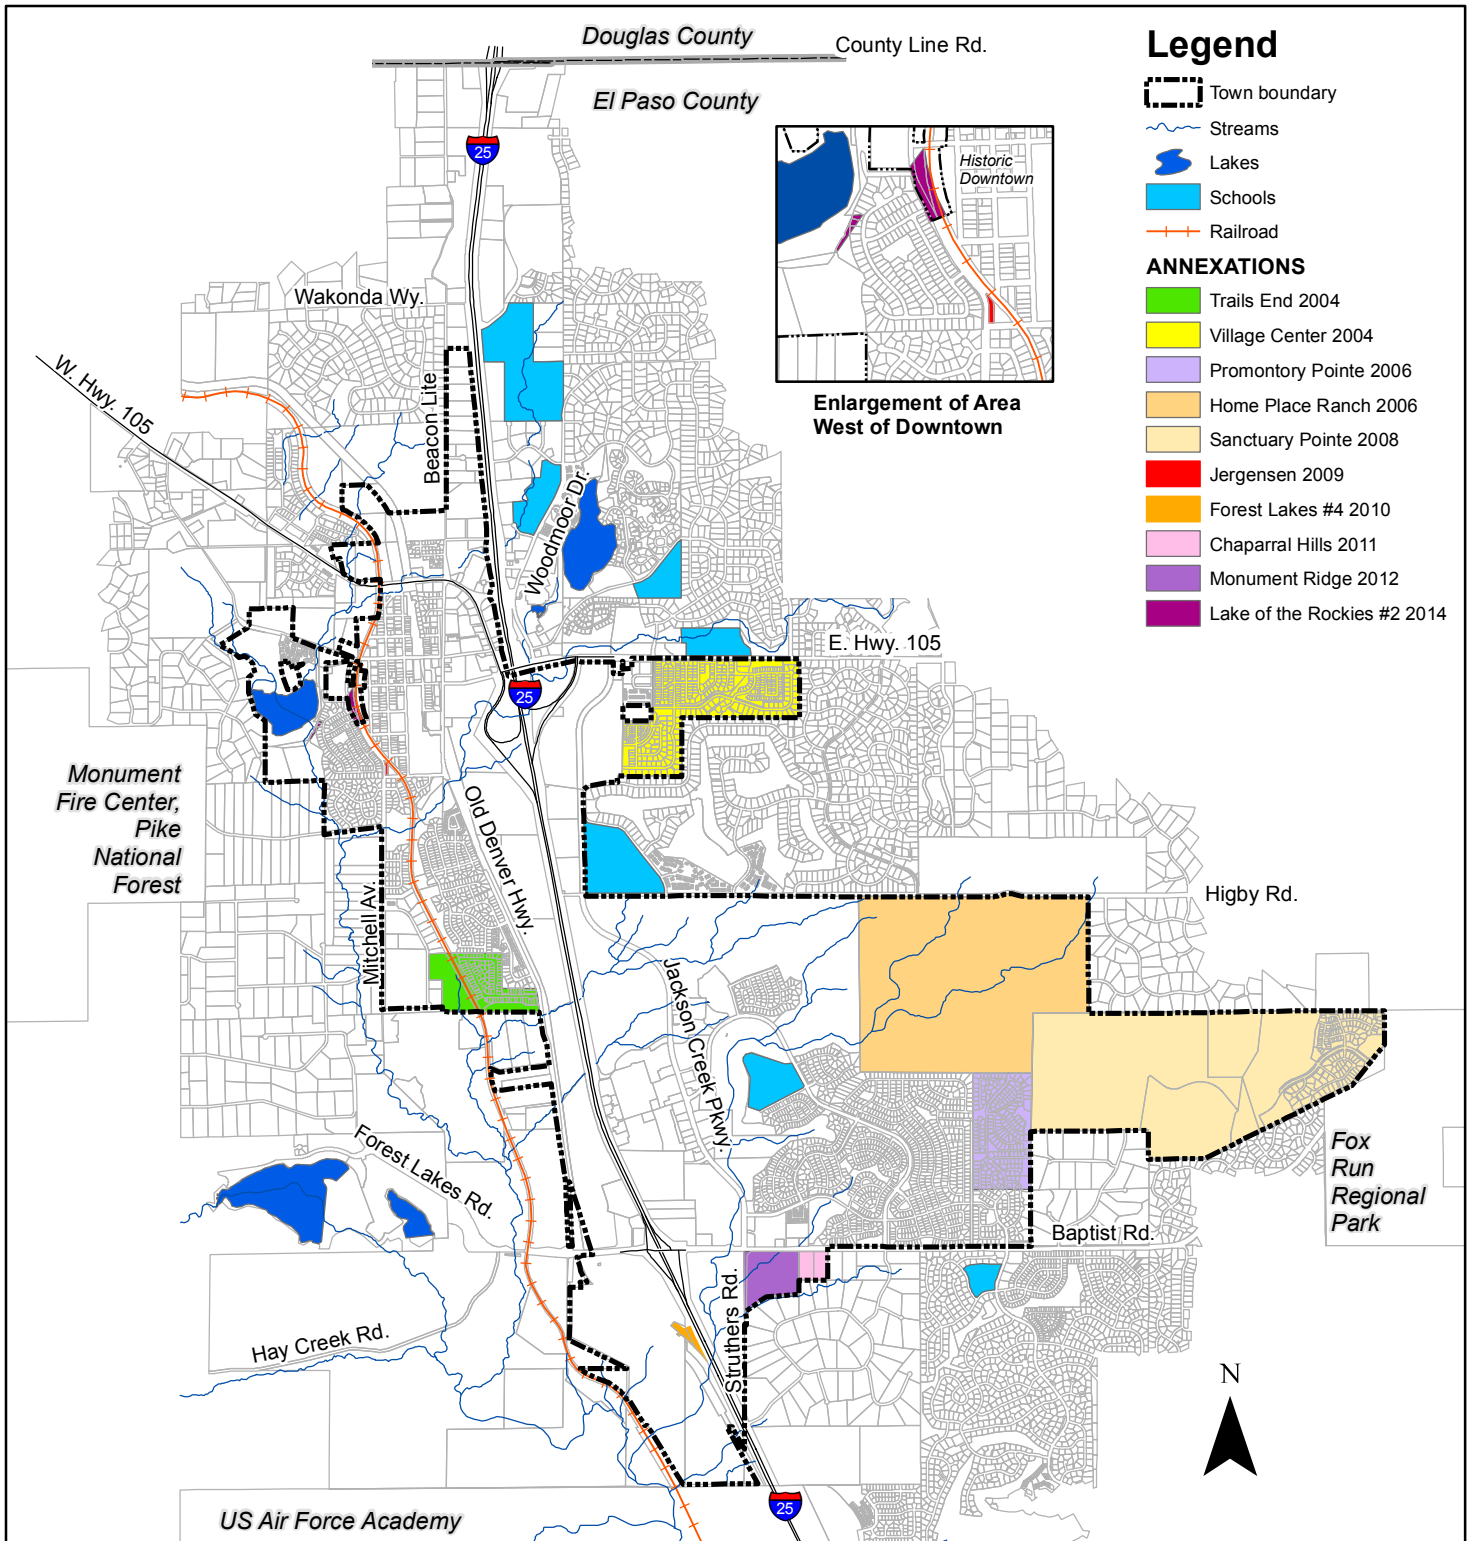 Douglas County
County Line Rd.
El Paso County
25
Legend
Town boundary
Streams
Lakes
Schools
Railroad
ANNEXATIONS
Trails End 2004
Village Center 2004
Promontory Pointe 2006
Home Place Ranch 2006
Sanctuary Pointe 2008
Jergensen 2009
Forest Lakes #4 2010
Chaparral Hills 2011
Monument Ridge 2012
Lake of the Rockies #2 2014
Historic
Downtown
Enlargement of Area
West of Downtown
Wakonda Wy.
W. Hwy. 105
Beacon Lite
Woodmoor Dr.
E. Hwy. 105
25
Monument
Fire Center,
Pike
National
Forest
Old Denver Hwy.
Mitchell Av.
Higby Rd.
Jackson Creek Pkwy.
Forest Lakes Rd.
Fox
Run
Regional
Park
Baptist Rd.
Struthers Rd.
Hay Creek Rd.
N
US Air Force Academy
25